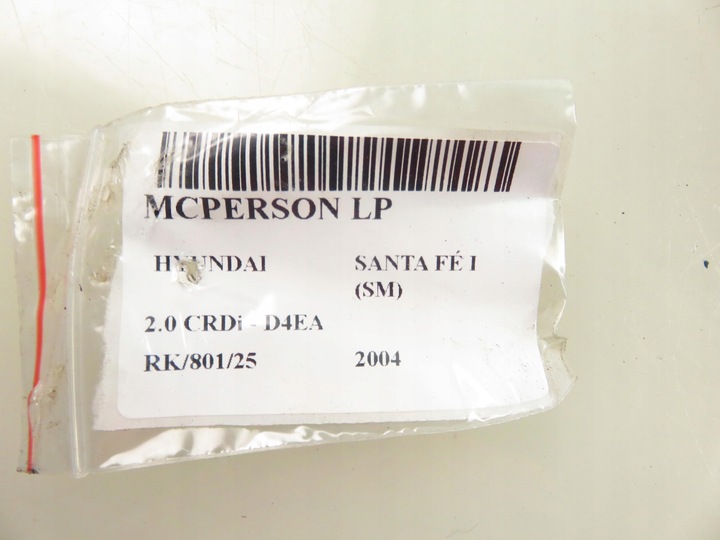 MCPERSON LP
HYUNDAI SANTA FÉ I
(SM)
2.0 CRDi - D4EA
RK/801/25 2004